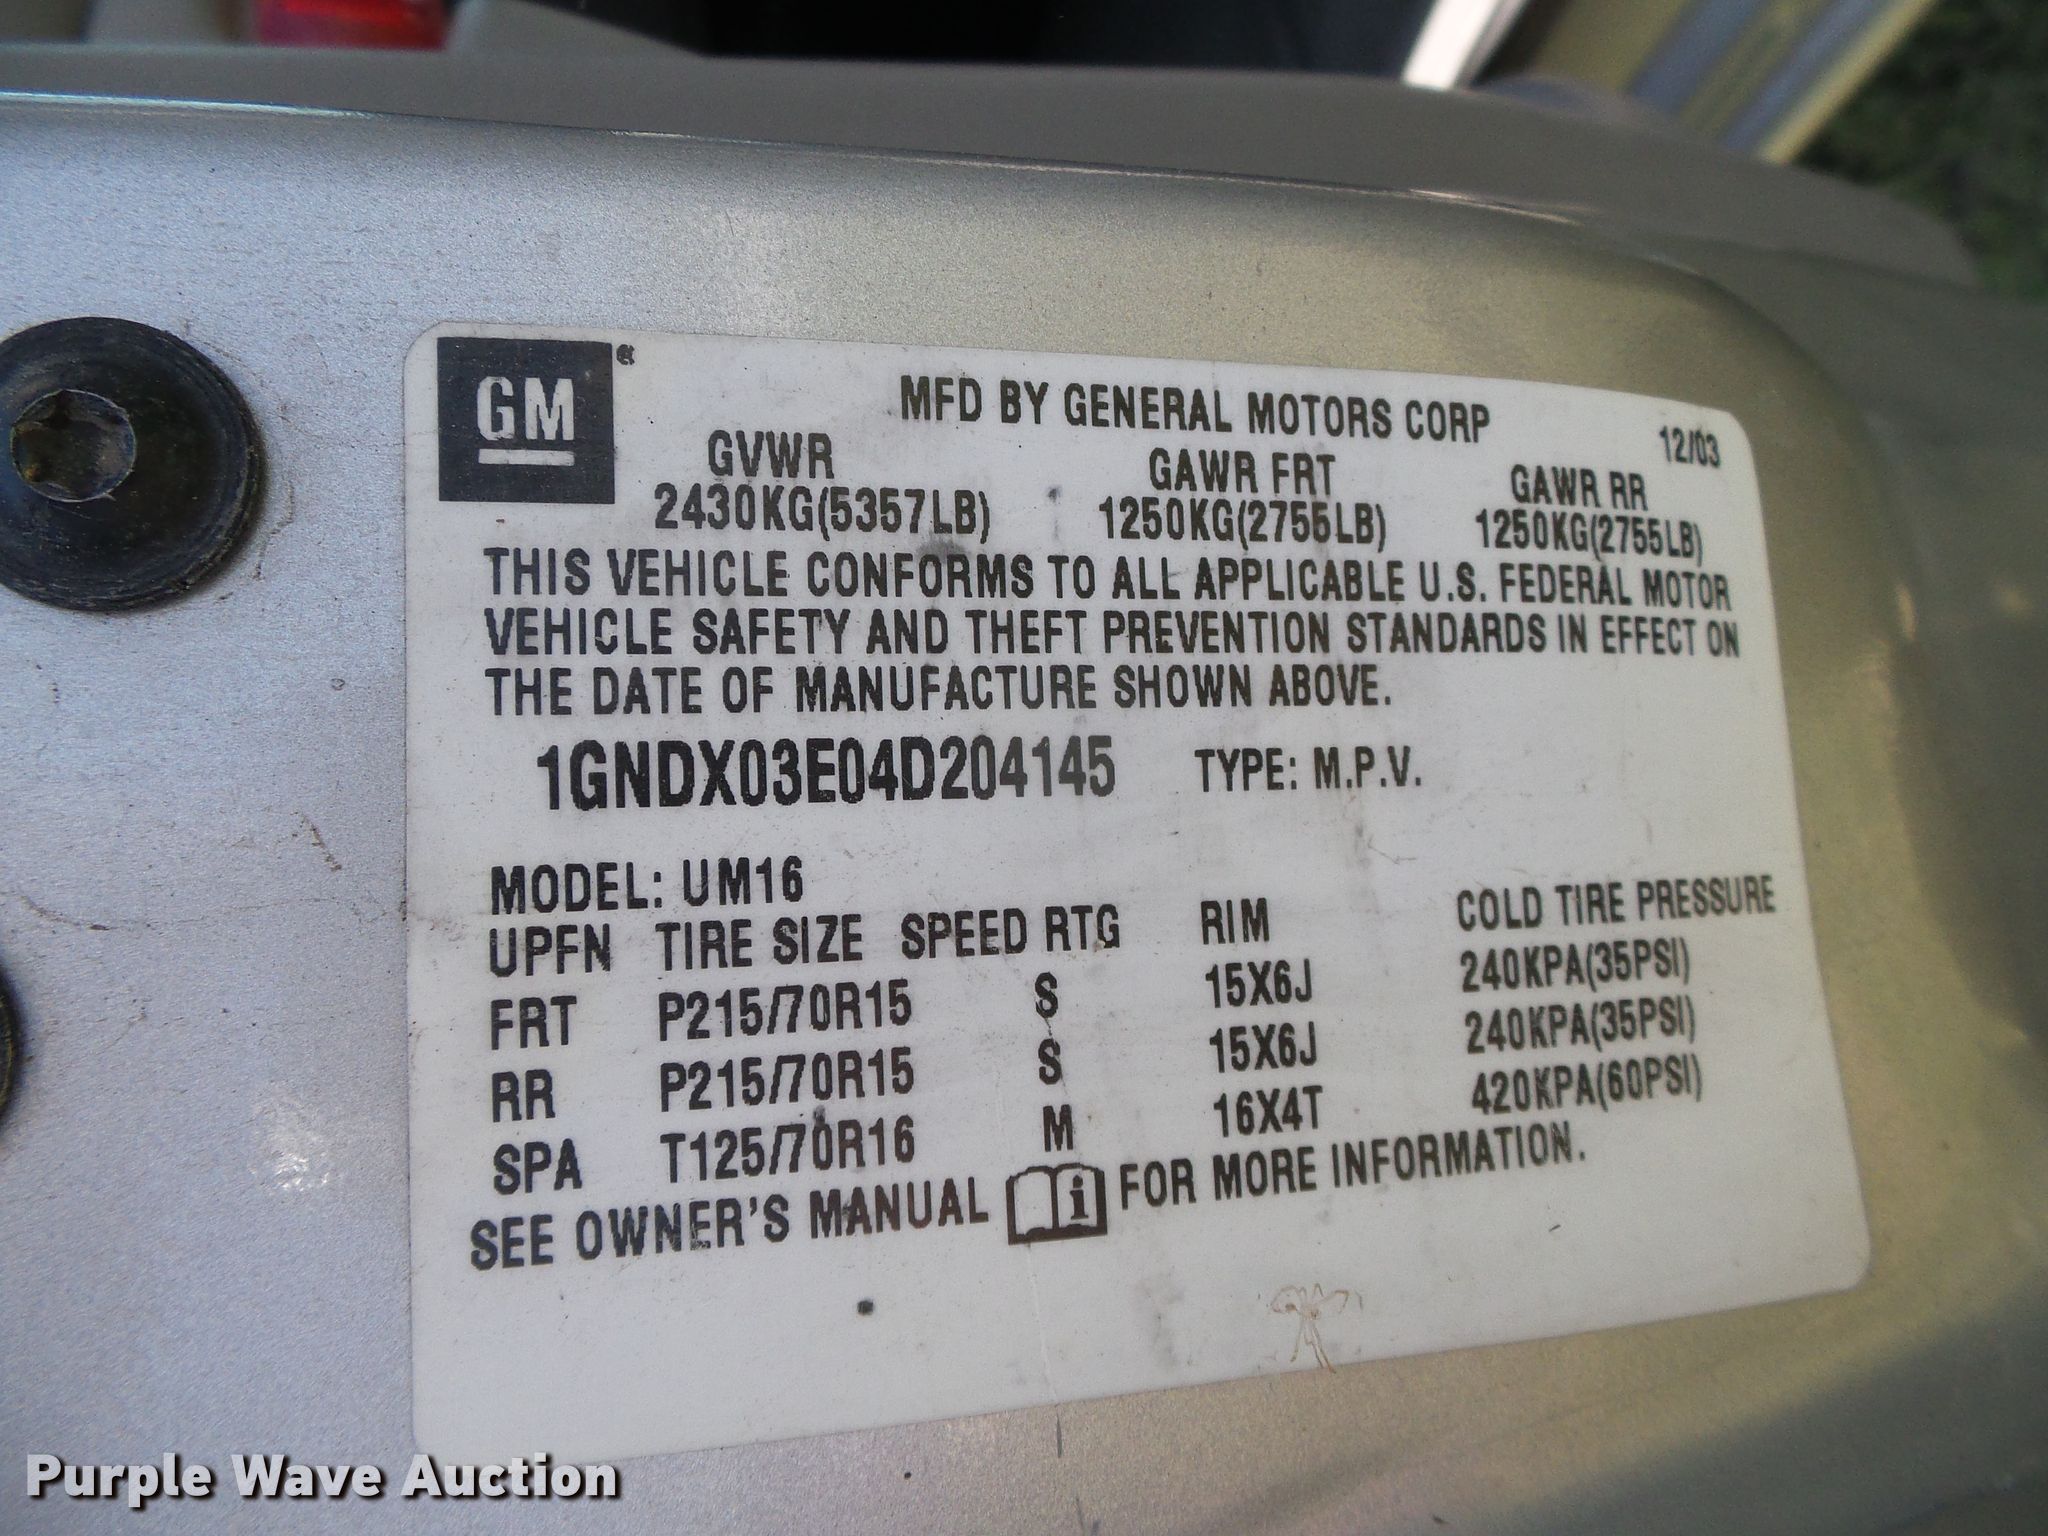 GM
MFD BY GENERAL MOTORS CORP
12/03
GVWR GAWR FRT GAWR RR
2430KG(5357LB) 1250KG(2755LB) 1250KG(2755LB)
THIS VEHICLE CONFORMS TO ALL APPLICABLE U.S. FEDERAL MOTOR
VEHICLE SAFETY AND THEFT PREVENTION STANDARDS IN EFFECT ON
THE DATE OF MANUFACTURE SHOWN ABOVE.
1GNDX03E04D204145 TYPE: M.P.V.
MODEL: UM16
UPFN TIRE SIZE SPEED RTG RIM COLD TIRE PRESSURE
FRT P215/70R15 S 15X6J 240KPA(35PSI)
RR P215/70R15 S 15X6J 240KPA(35PSI)
SPA T125/70R16 M 16X4T 420KPA(60PSI)
SEE OWNER'S MANUAL i FOR MORE INFORMATION.
Purple Wave Auction